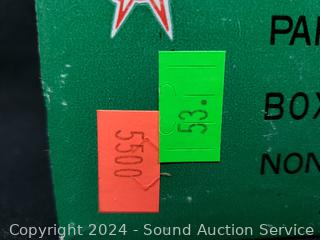 PA
BOX
NON
53.1
5500
Copyright © 2024 - Sound Auction Service